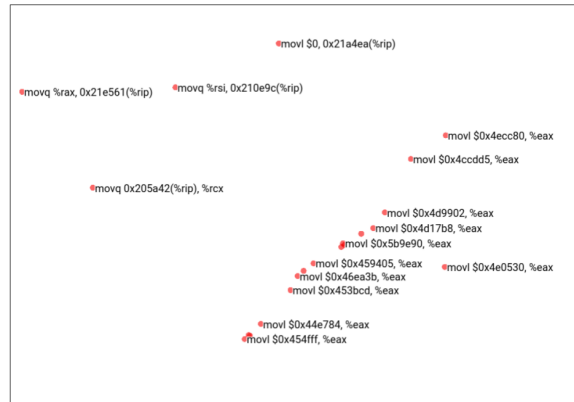 movl $0, 0x21a4ea(%rip)
movq %rsi, 0x210e9c(%rip)
movq %rax, 0x21e561(%rip)
movl $0x4ecc80, %eax
movl $0x4ccdd5, %eax
movq 0x205a42(%rip), %rcx
movl $0x4d9902, %eax
movl $0x4d17b8, %eax
movl $0x5b9e90, %eax
movl $0x459405, %eax
movl $0x4e0530, %eax
movl $0x46ea3b, %eax
movl $0x453bcd, %eax
movl $0x44e784, %eax
movl $0x454fff, %eax